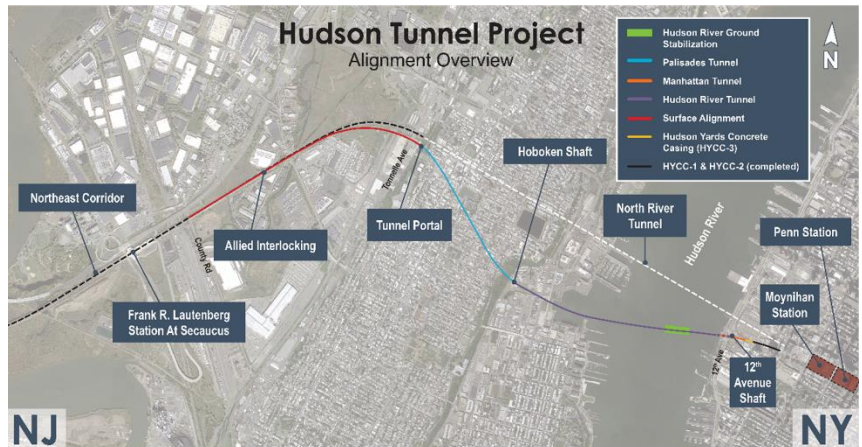 Hudson Tunnel Project
Alignment Overview
Hudson River Ground
Stabilization
Palisades Tunnel
Manhattan Tunnel
Hudson River Tunnel
Surface Alignment
Hudson Yards Concrete
Casing (HYCC-3)
HYCC-1 & HYCC-2 (completed)
N
Northeast Corridor
Allied Interlocking
Tonnelle Ave
Tunnel Portal
Hoboken Shaft
North River
Tunnel
Hudson River
Penn Station
Moynihan
Station
County Rd
Frank R. Lautenberg
Station At Secaucus
12th Ave
12th
Avenue
Shaft
NJ
NY